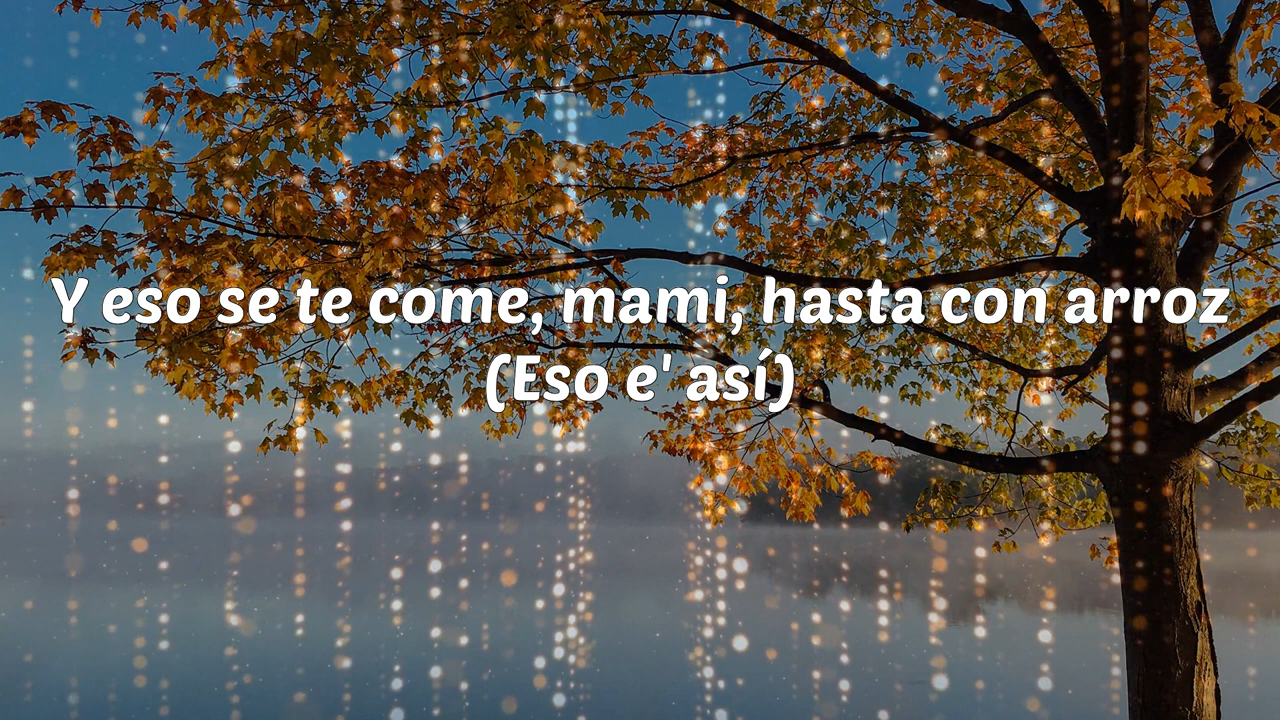 Y eso se te come, mami, hasta con arroz
(Eso e' así)